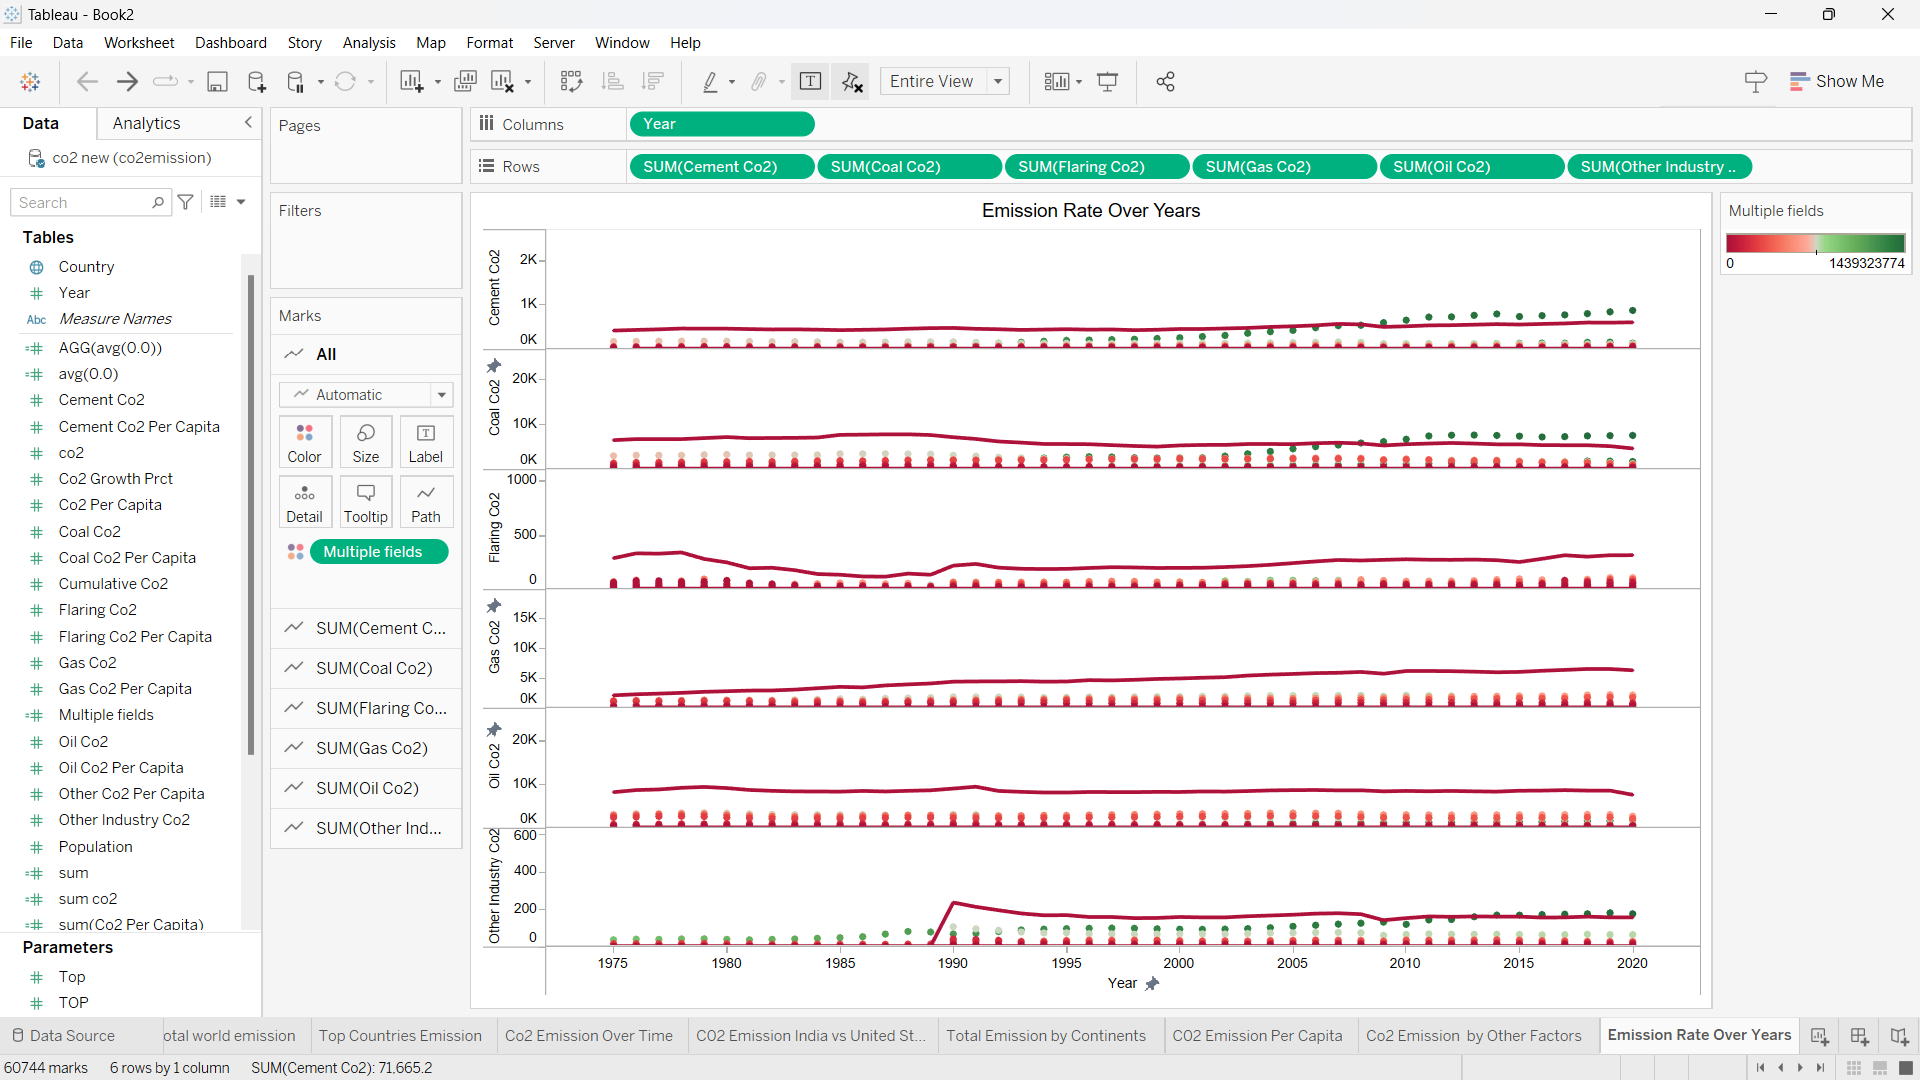 Tableau - Book2
File Data Worksheet Dashboard Story Analysis Map Format Server Window Help
Entire View
Show Me
Data Analytics
co2 new (co2emission)
Search
Tables
Country
Year
Abc Measure Names
AGG(avg(0.0))
avg(0.0)
Cement Co2
Cement Co2 Per Capita
co2
Co2 Growth Prct
Co2 Per Capita
Coal Co2
Coal Co2 Per Capita
Cumulative Co2
Flaring Co2
Flaring Co2 Per Capita
Gas Co2
Gas Co2 Per Capita
Multiple fields
Oil Co2
Oil Co2 Per Capita
Other Co2 Per Capita
Other Industry Co2
Population
sum
sum co2
sum(Co2 Per Capita)
Parameters
Top
TOP
Pages
Filters
Marks
All
Automatic
Color Size Label
Detail Tooltip Path
Multiple fields
SUM(Cement C...
SUM(Coal Co2)
SUM(Flaring Co...
SUM(Gas Co2)
SUM(Oil Co2)
SUM(Other Ind...
Columns Year
Rows SUM(Cement Co2) SUM(Coal Co2) SUM(Flaring Co2) SUM(Gas Co2) SUM(Oil Co2) SUM(Other Industry ..
Emission Rate Over Years
Cement Co2
2K
1K
0K
Coal Co2
20K
10K
0K
Flaring Co2
1000
500
0
Gas Co2
15K
10K
5K
0K
Oil Co2
20K
10K
0K
Other Industry Co2
600
400
200
0
1975 1980 1985 1990 1995 2000 2005 2010 2015 2020
Year
Multiple fields
0 1439323774
Data Source otal world emission Top Countries Emission Co2 Emission Over Time CO2 Emission India vs United St... Total Emission by Continents CO2 Emission Per Capita Co2 Emission by Other Factors Emission Rate Over Years
60744 marks 6 rows by 1 column SUM(Cement Co2): 71,665.2